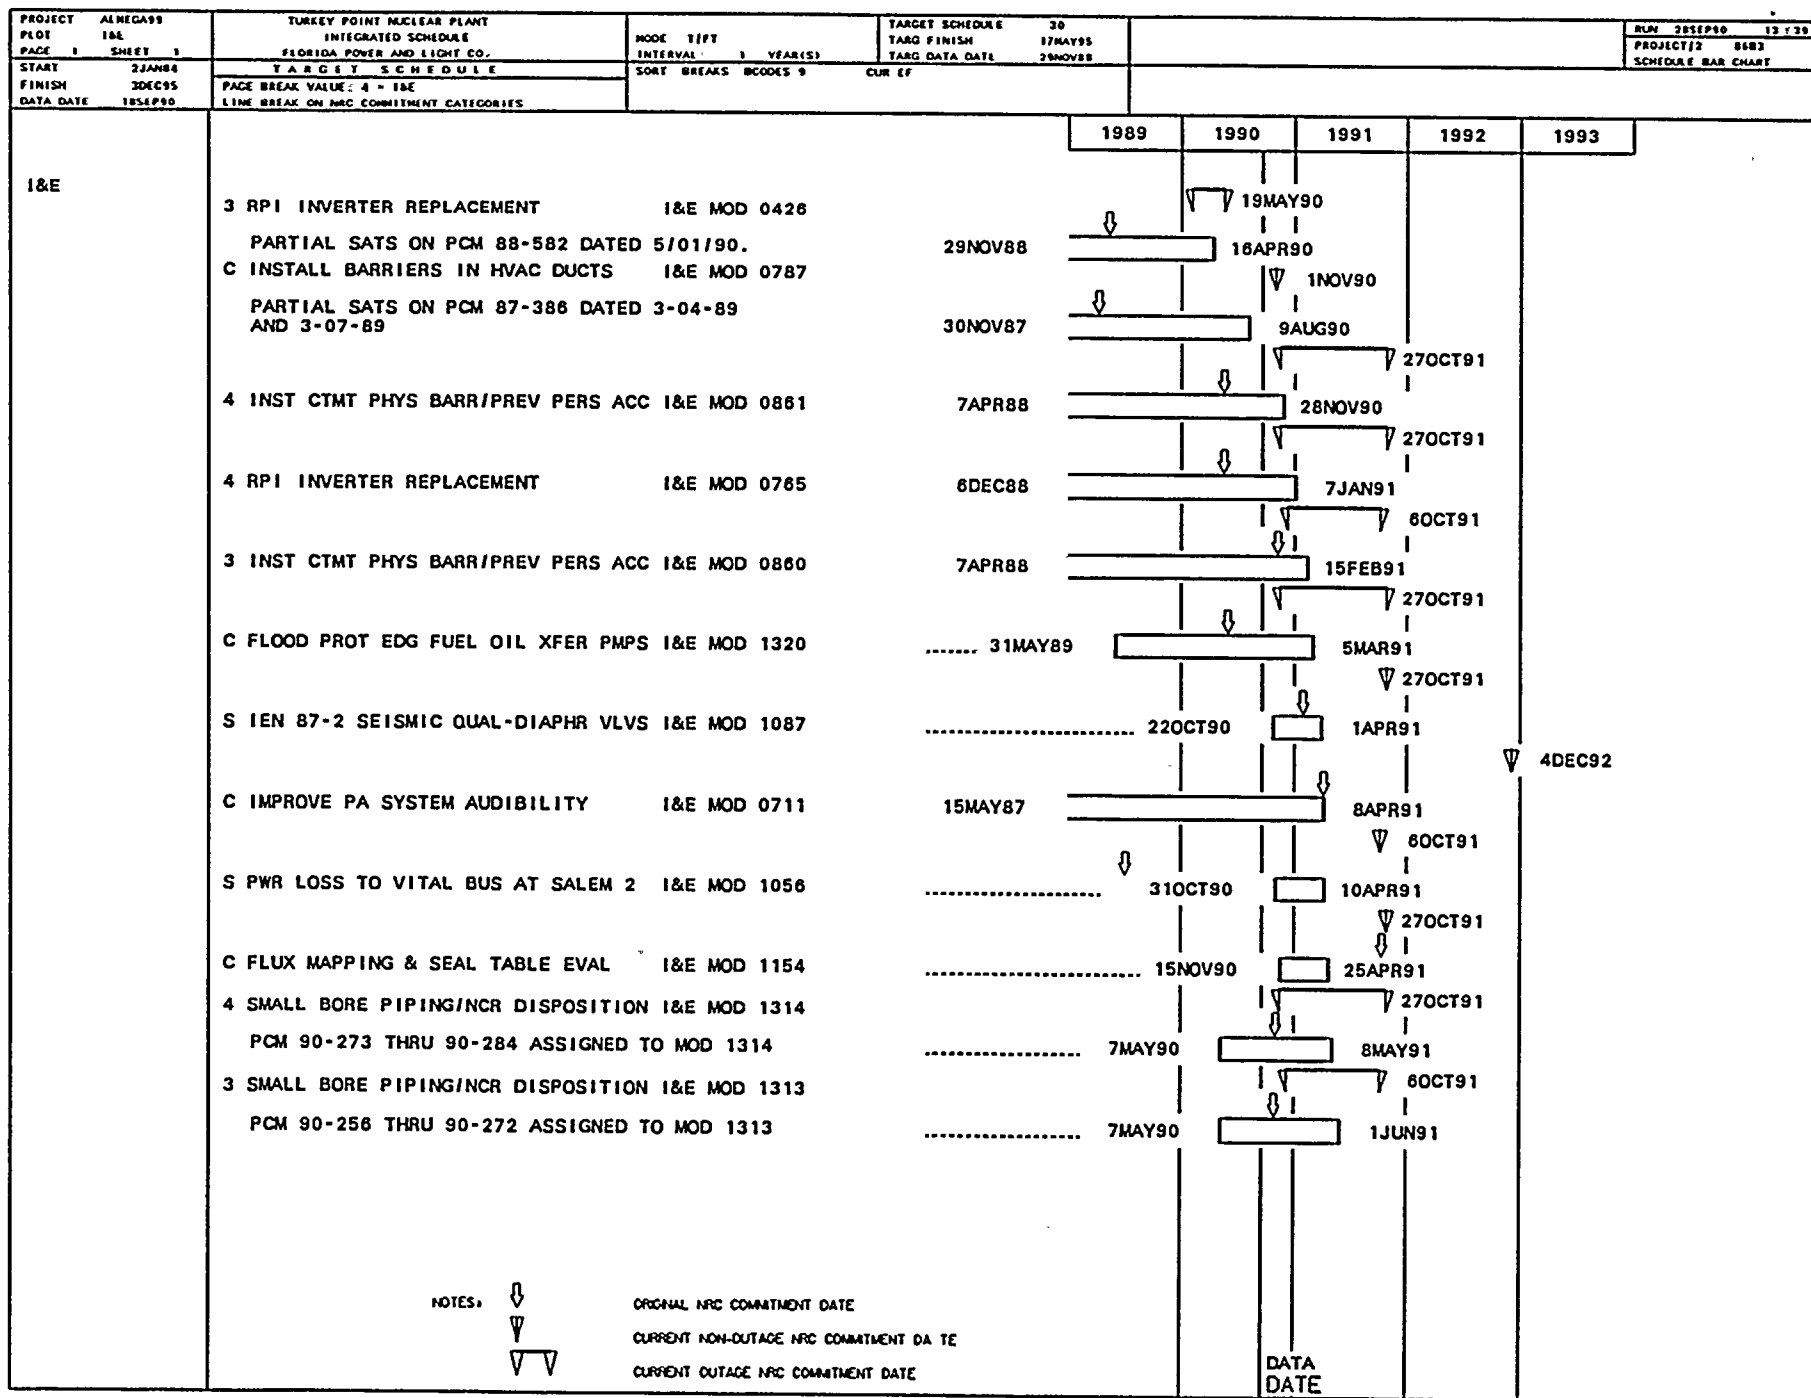 PROJECT ALNEGA99
PLOT I&E
PAGE 1 SHEET 1
START 2JAN84
FINISH 3DEC95
DATA DATE 18SEP90
TURKEY POINT NUCLEAR PLANT
INTEGRATED SCHEDULE
FLORIDA POWER AND LIGHT CO.
TARGET SCHEDULE
PAGE BREAK VALUE: 4 = I&E
LINE BREAK ON NRC COMMITMENT CATEGORIES
MODE T/FT
INTERVAL: 1 YEAR(S)
SORT BREAKS BCODES 9 CUR EF
TARGET SCHEDULE 30
TARG FINISH 17MAY95
TARG DATA DATE 29NOV88
RUN 28SEP90 13:39
PROJECT/2 8683
SCHEDULE BAR CHART
1989 1990 1991 1992 1993
I&E
19MAY90
3 RPI INVERTER REPLACEMENT I&E MOD 0426
PARTIAL SATS ON PCM 88-582 DATED 5/01/90. 29NOV88 16APR90
C INSTALL BARRIERS IN HVAC DUCTS I&E MOD 0787 1NOV90
PARTIAL SATS ON PCM 87-386 DATED 3-04-89
AND 3-07-89 30NOV87 9AUG90
27OCT91
4 INST CTMT PHYS BARR/PREV PERS ACC I&E MOD 0861 7APR88 28NOV90
27OCT91
4 RPI INVERTER REPLACEMENT I&E MOD 0765 6DEC88 7JAN91
6OCT91
3 INST CTMT PHYS BARR/PREV PERS ACC I&E MOD 0860 7APR88 15FEB91
27OCT91
C FLOOD PROT EDG FUEL OIL XFER PMPS I&E MOD 1320 ....... 31MAY89 5MAR91
27OCT91
S IEN 87-2 SEISMIC QUAL-DIAPHR VLVS I&E MOD 1087 ............................ 22OCT90 1APR91
4DEC92
C IMPROVE PA SYSTEM AUDIBILITY I&E MOD 0711 15MAY87 8APR91
6OCT91
S PWR LOSS TO VITAL BUS AT SALEM 2 I&E MOD 1056 ....................... 31OCT90 10APR91
27OCT91
C FLUX MAPPING & SEAL TABLE EVAL I&E MOD 1154 ............................ 15NOV90 25APR91
4 SMALL BORE PIPING/NCR DISPOSITION I&E MOD 1314 27OCT91
PCM 90-273 THRU 90-284 ASSIGNED TO MOD 1314 .................... 7MAY90 8MAY91
3 SMALL BORE PIPING/NCR DISPOSITION I&E MOD 1313 6OCT91
PCM 90-256 THRU 90-272 ASSIGNED TO MOD 1313 .................... 7MAY90 1JUN91
NOTES: ORIGINAL NRC COMMITMENT DATE
CURRENT NON-OUTAGE NRC COMMITMENT DA TE
CURRENT OUTAGE NRC COMMITMENT DATE
DATA
DATE